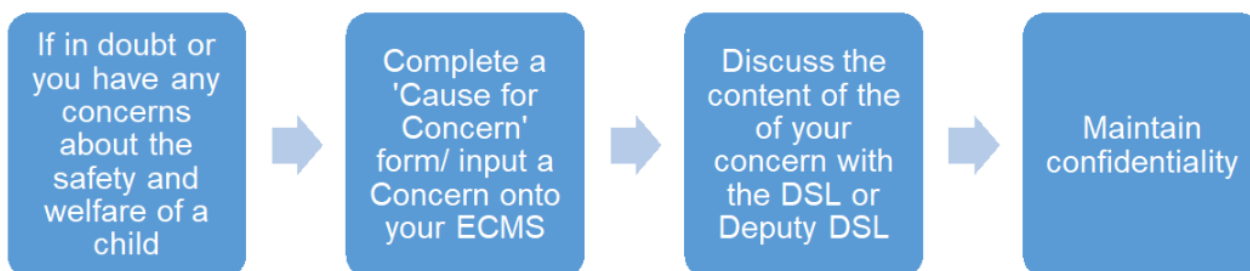 If in doubt or
you have any
concerns
about the
safety and
welfare of a
child
Complete a
'Cause for
Concern'
form/ input a
Concern onto
your ECMS
Discuss the
content of the
of your
concern with
the DSL or
Deputy DSL
Maintain
confidentiality